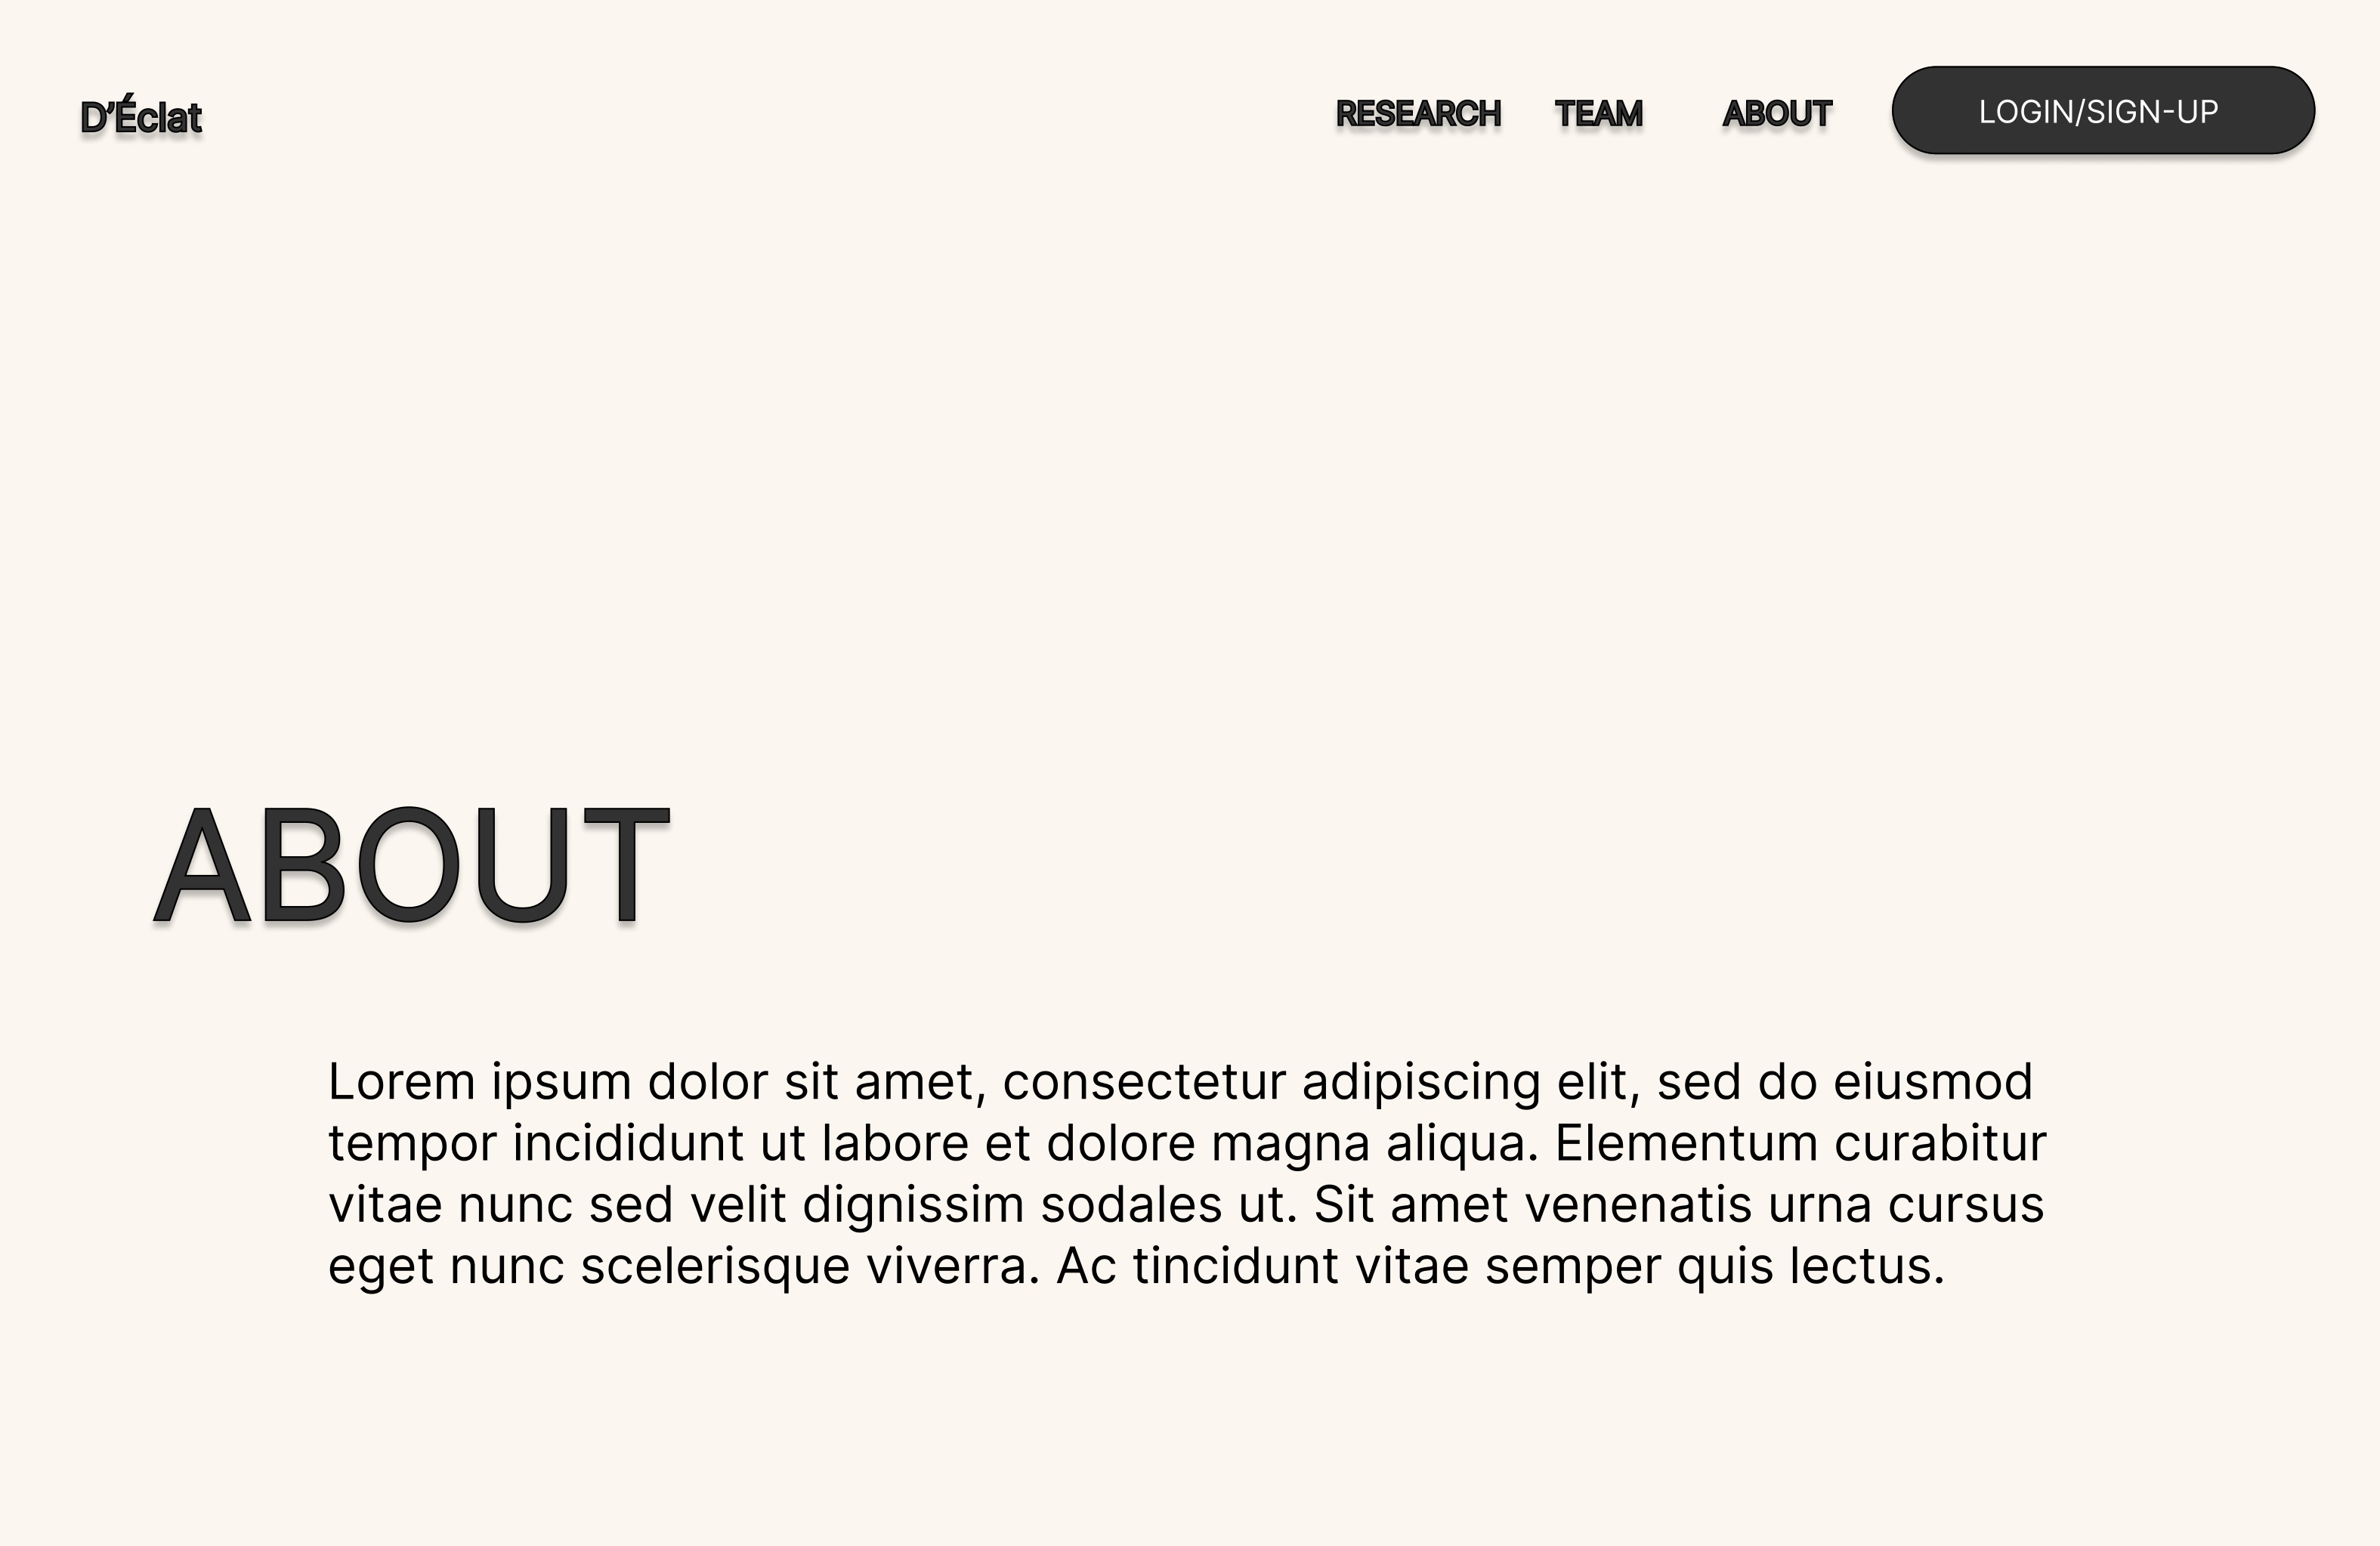 D’Éclat
RESEARCH TEAM ABOUT LOGIN/SIGN-UP
ABOUT
Lorem ipsum dolor sit amet, consectetur adipiscing elit, sed do eiusmod
tempor incididunt ut labore et dolore magna aliqua. Elementum curabitur
vitae nunc sed velit dignissim sodales ut. Sit amet venenatis urna cursus
eget nunc scelerisque viverra. Ac tincidunt vitae semper quis lectus.